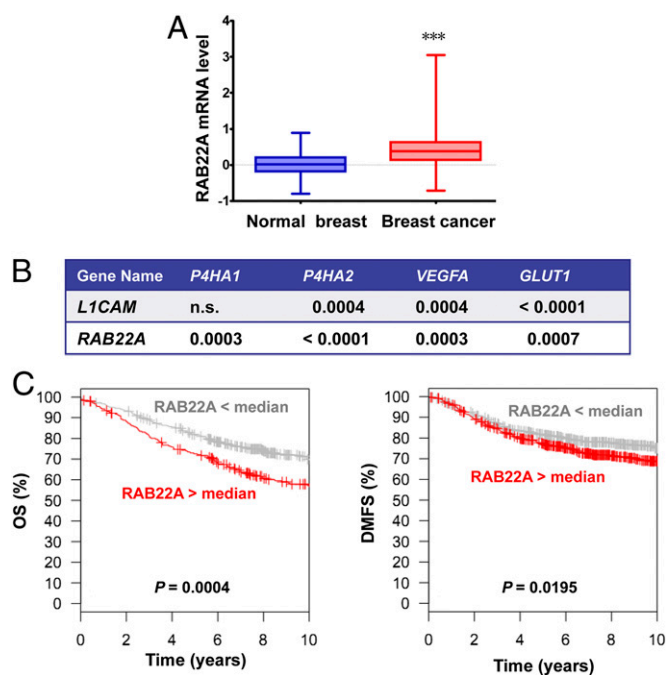 A
***
RAB22A mRNA level
4
3
2
1
0
-1
Normal breast
Breast cancer
B
Gene Name P4HA1 P4HA2 VEGFA GLUT1
L1CAM n.s. 0.0004 0.0004 < 0.0001
RAB22A 0.0003 < 0.0001 0.0003 0.0007
C
OS (%)
100
90
80
70
60
50
40
30
20
10
0
RAB22A < median
RAB22A > median
P = 0.0004
0 2 4 6 8 10
Time (years)
DMFS (%)
100
90
80
70
60
50
40
30
20
10
0
RAB22A < median
RAB22A > median
P = 0.0195
0 2 4 6 8 10
Time (years)